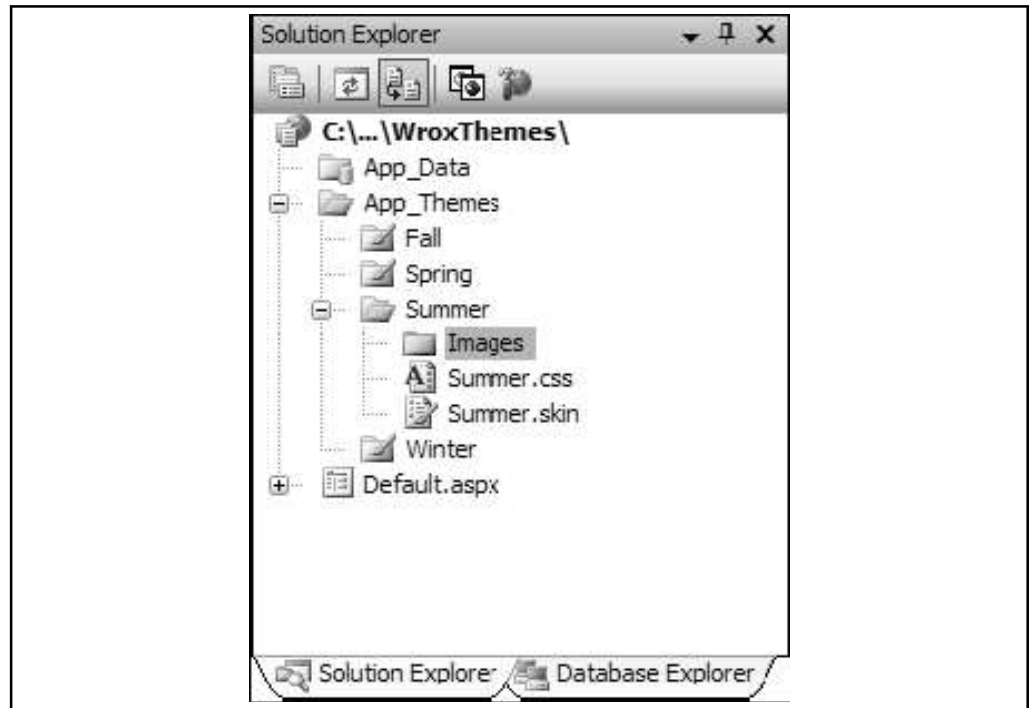 Solution Explorer
C:\...\WroxThemes\
App_Data
App_Themes
Fall
Spring
Summer
Images
Summer.css
Summer.skin
Winter
Default.aspx
Solution Explorer Database Explorer